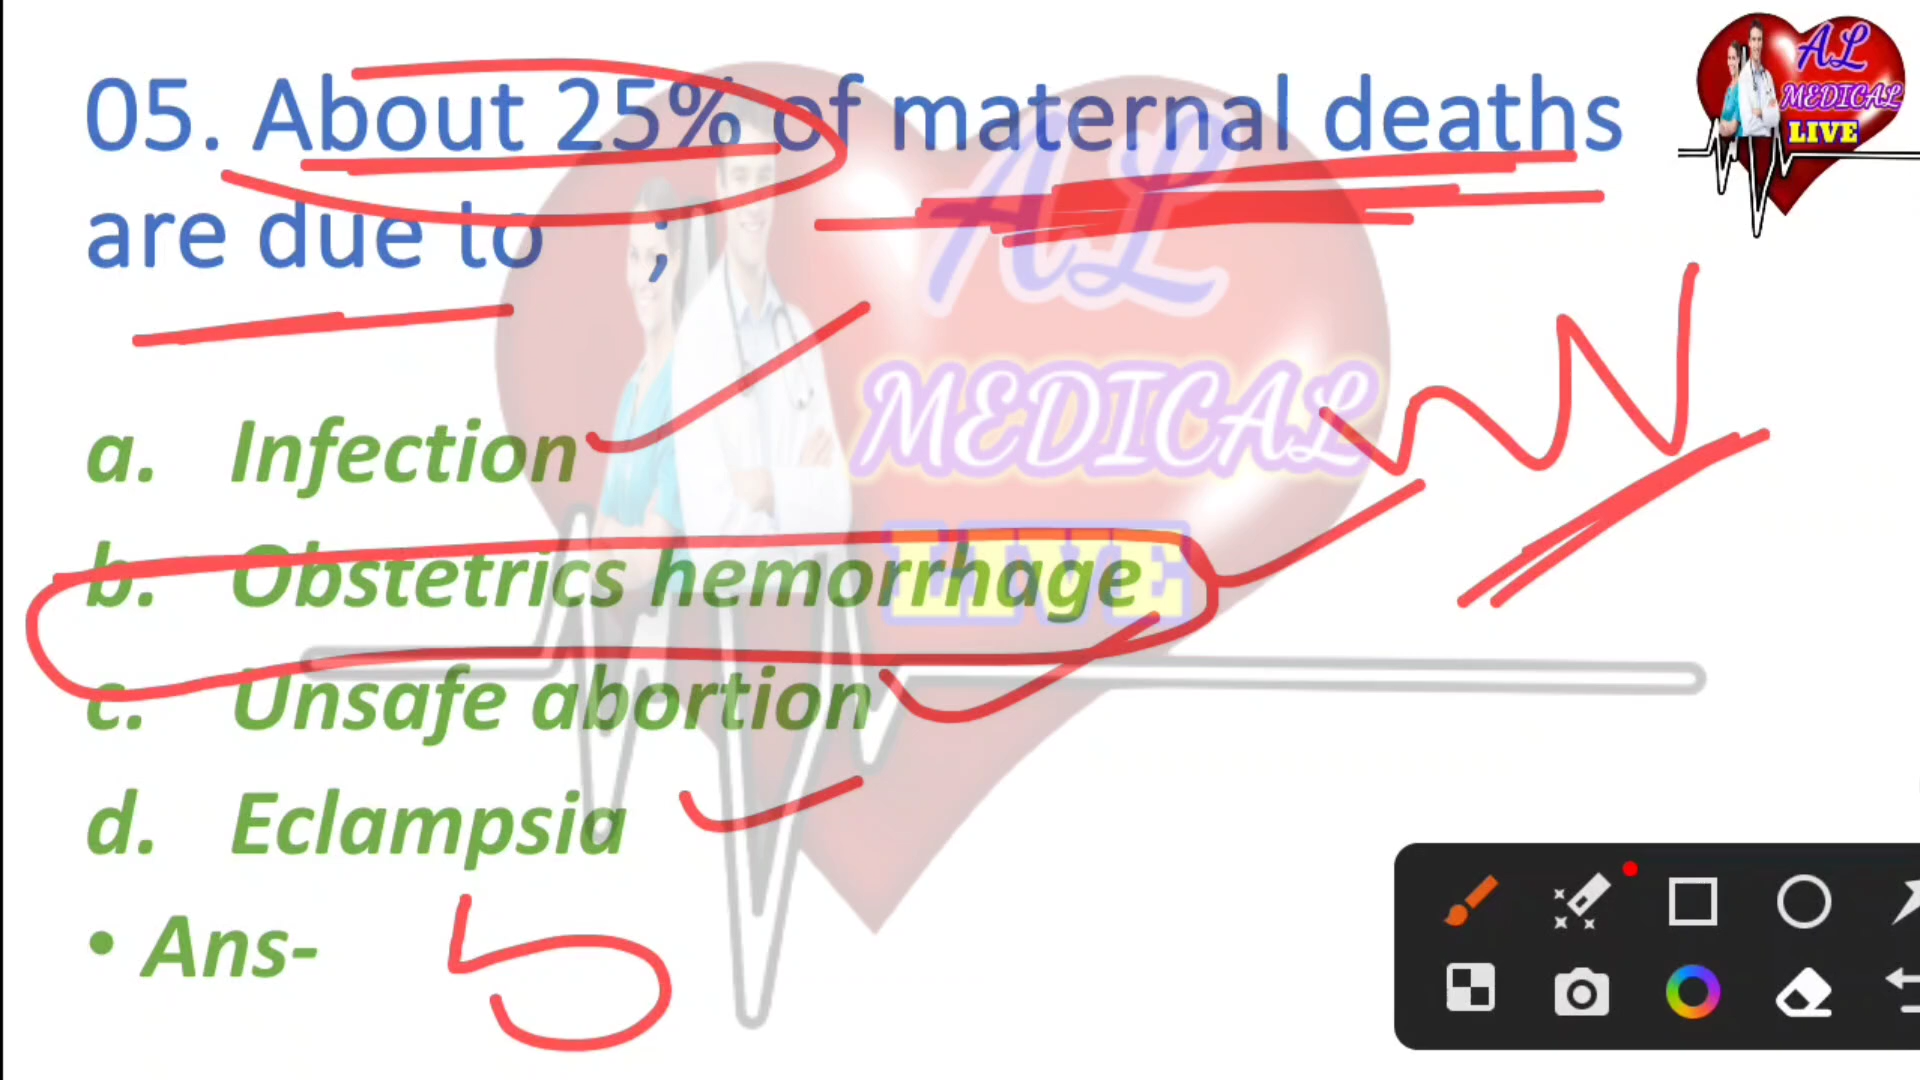 05. About 25% of maternal deaths
are due to ;
a. Infection
b. Obstetrics hemorrhage
c. Unsafe abortion
d. Eclampsia
• Ans-
AL
MEDICAL
LIVE
AL
MEDICAL
LIVE